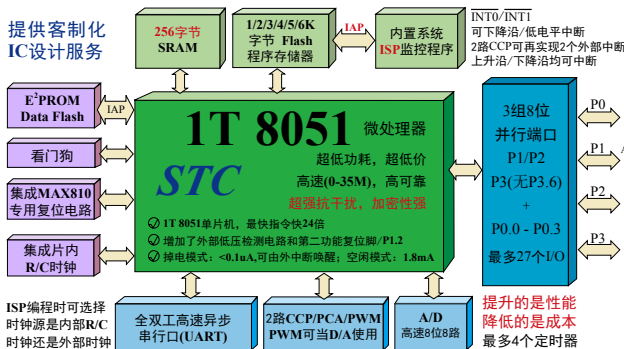 提供客制化
IC设计服务
256字节
SRAM
1/2/3/4/5/6K
字节 Flash
程序存储器
IAP
内置系统
ISP监控程序
INT0/INT1
可下降沿/低电平中断
2路CCP可再实现2个外部中断
上升沿/下降沿均可中断
E²PROM
Data Flash
IAP
看门狗
集成MAX810
专用复位电路
集成片内
R/C时钟
1T 8051 微处理器
STC
超低功耗，超低价
高速(0-35M)，高可靠
超强抗干扰，加密性强
1T 8051单片机，最快指令快24倍
增加了外部低压检测电路和第二功能复位脚/P1.2
掉电模式：<0.1uA,可由外中断唤醒；空闲模式：1.8mA
3组8位
并行端口
P1/P2
P3(无P3.6)
+
P0.0 - P0.3
最多27个I/O
P0
P1
P2
P3
ISP编程时可选择
时钟源是内部R/C
时钟还是外部时钟
全双工高速异步
串行口(UART)
2路CCP/PCA/PWM
PWM可当D/A使用
A/D
高速8位8路
提升的是性能
降低的是成本
最多4个定时器